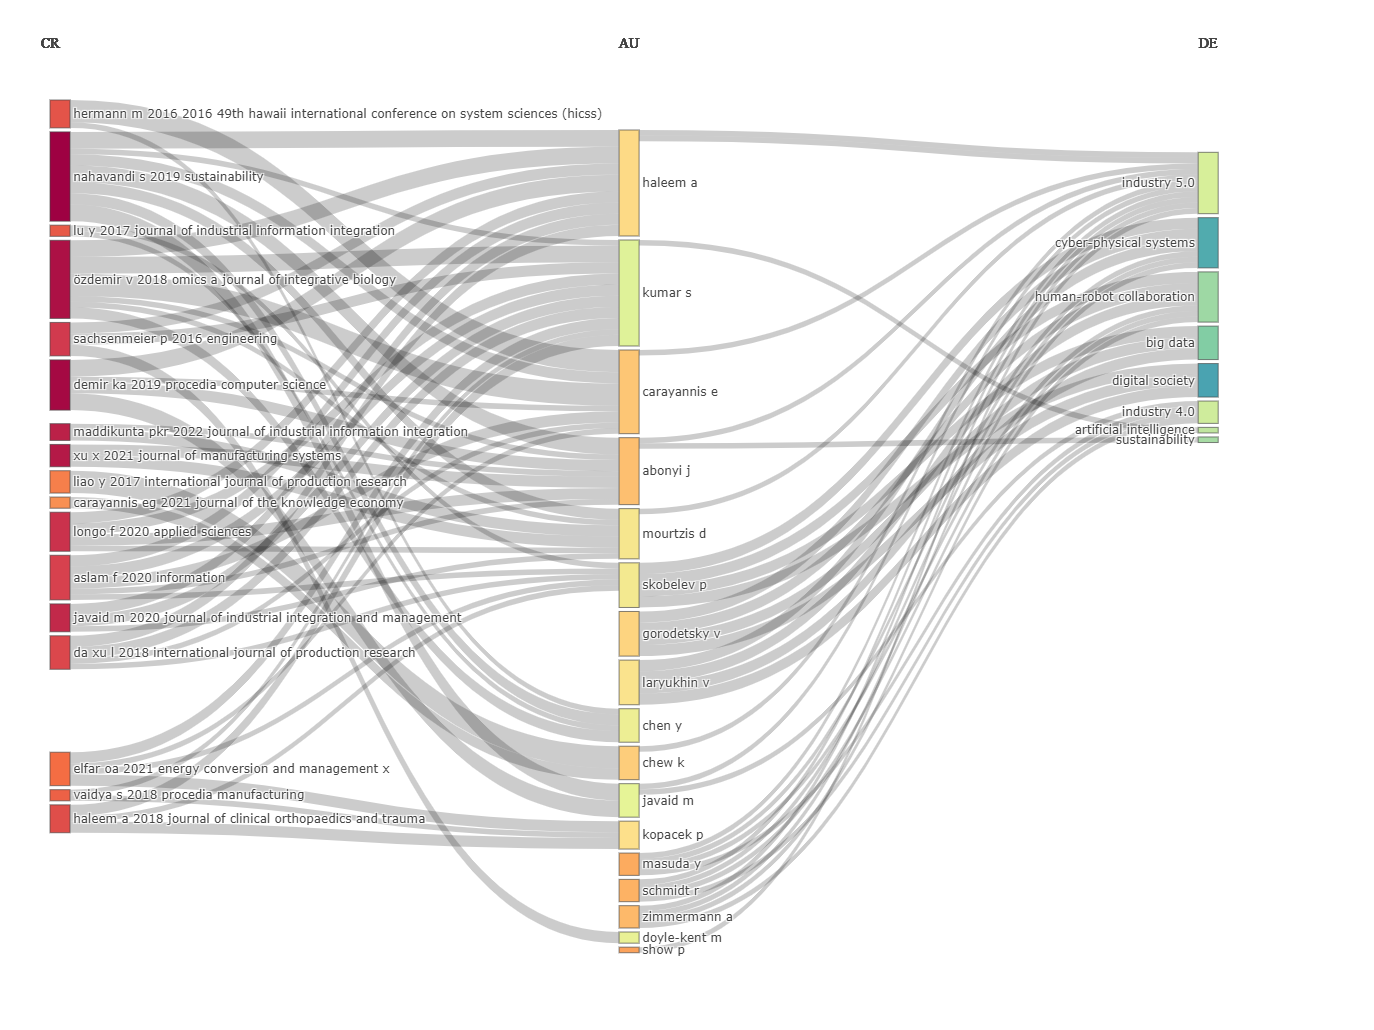 CR
AU
DE
hermann m 2016 2016 49th hawaii international conference on system sciences (hicss)
nahavandi s 2019 sustainability
lu y 2017 journal of industrial information integration
özdemir v 2018 omics a journal of integrative biology
sachsenmeier p 2016 engineering
demir ka 2019 procedia computer science
maddikunta pkr 2022 journal of industrial information integration
xu x 2021 journal of manufacturing systems
liao y 2017 international journal of production research
carayannis eg 2021 journal of the knowledge economy
longo f 2020 applied sciences
aslam f 2020 information
javaid m 2020 journal of industrial integration and management
da xu l 2018 international journal of production research
elfar oa 2021 energy conversion and management x
vaidya s 2018 procedia manufacturing
haleem a 2018 journal of clinical orthopaedics and trauma
haleem a
kumar s
carayannis e
abonyi j
mourtzis d
skobelev p
gorodetsky v
laryukhin v
chen y
chew k
javaid m
kopacek p
masuda y
schmidt r
zimmermann a
doyle-kent m
show p
industry 5.0
cyber-physical systems
human-robot collaboration
big data
digital society
industry 4.0
artificial intelligence
sustainability